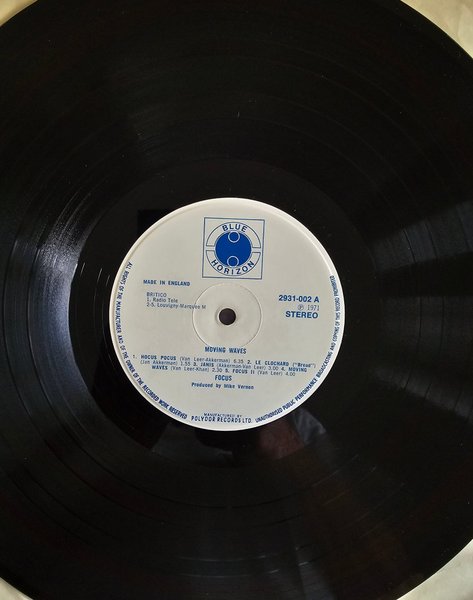 BLUE
HORIZON
MADE IN ENGLAND
BRITICO
1. Radio Tele
2-5. Louvigny-Marquee M
2931-002 A
℗ 1971
STEREO
MOVING WAVES
1. HOCUS POCUS (Van Leer-Akkerman) 6.35 2. LE CLOCHARD ("Bread")
(Jan Akkerman) 1.55 3. JANIS (Akkerman-Van Leer) 3.00 4. MOVING
WAVES (Van Leer-Khan) 2.30 5. FOCUS II (Van Leer) 4.00
FOCUS
Produced by Mike Vernon
MANUFACTURED BY
POLYDOR RECORDS LTD.
ALL RIGHTS OF THE MANUFACTURER AND OF THE OWNER OF THE RECORDED WORK RESERVED
UNAUTHORISED PUBLIC PERFORMANCE BROADCASTING AND COPYING OF THIS RECORD PROHIBITED